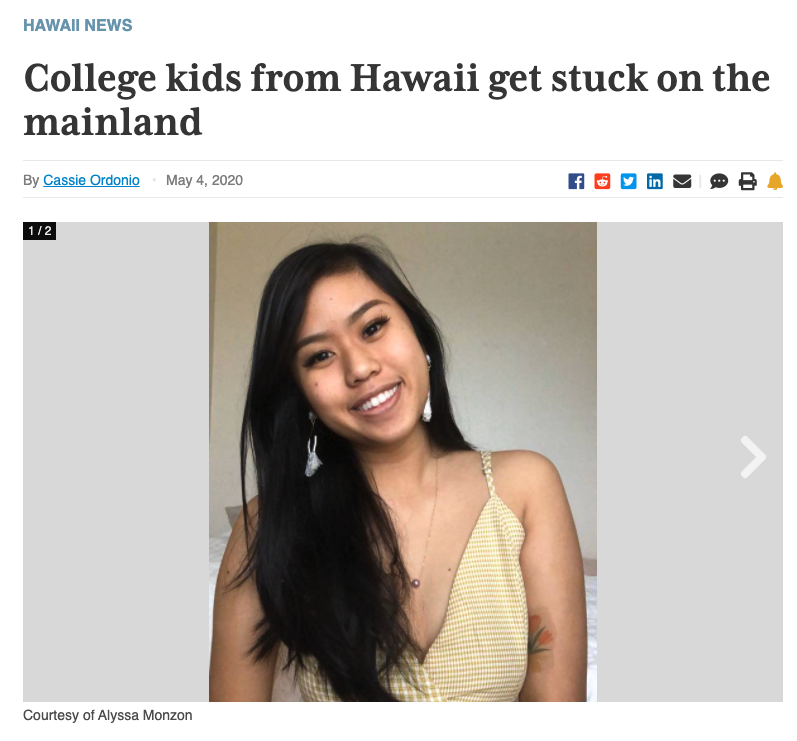 HAWAII NEWS
College kids from Hawaii get stuck on the
mainland
By Cassie Ordonio • May 4, 2020
1 / 2
Courtesy of Alyssa Monzon